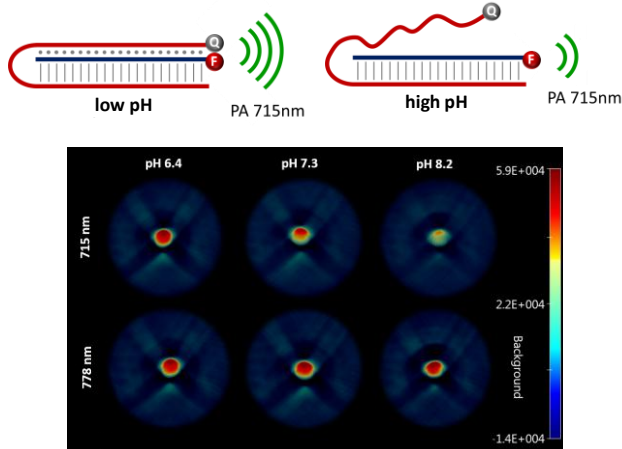 Q
F
low pH
PA 715nm
Q
F
high pH
PA 715nm
pH 6.4 pH 7.3 pH 8.2
715 nm
778 nm
5.9E+004
2.2E+004
Background
-1.4E+004